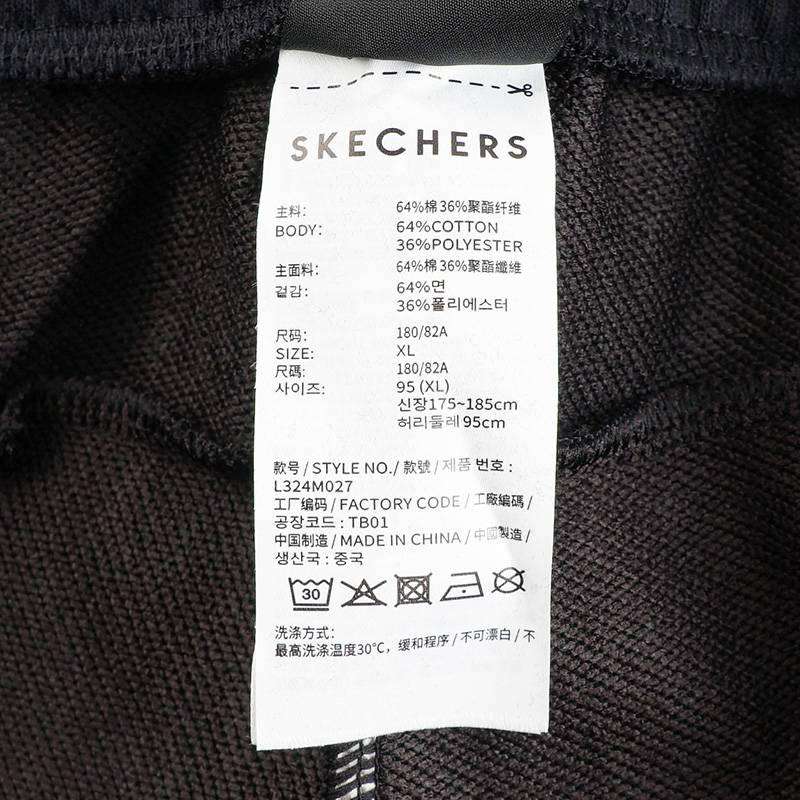 SKECHERS
主料： 64%棉 36%聚酯纤维
BODY: 64%COTTON
36%POLYESTER
主面料： 64%棉 36%聚酯纖維
겉감: 64%면
36%폴리에스터
尺码： 180/82A
SIZE: XL
尺碼： 180/82A
사이즈: 95 (XL)
신장175~185cm
허리둘레95cm
款号 / STYLE NO. / 款號 / 제품 번호 :
L324M027
工厂编码 / FACTORY CODE / 工廠編碼 /
공장코드 : TB01
中国制造 / MADE IN CHINA / 中國製造 /
생산국 : 중국
30
洗涤方式：
最高洗涤温度30℃，缓和程序 / 不可漂白 / 不